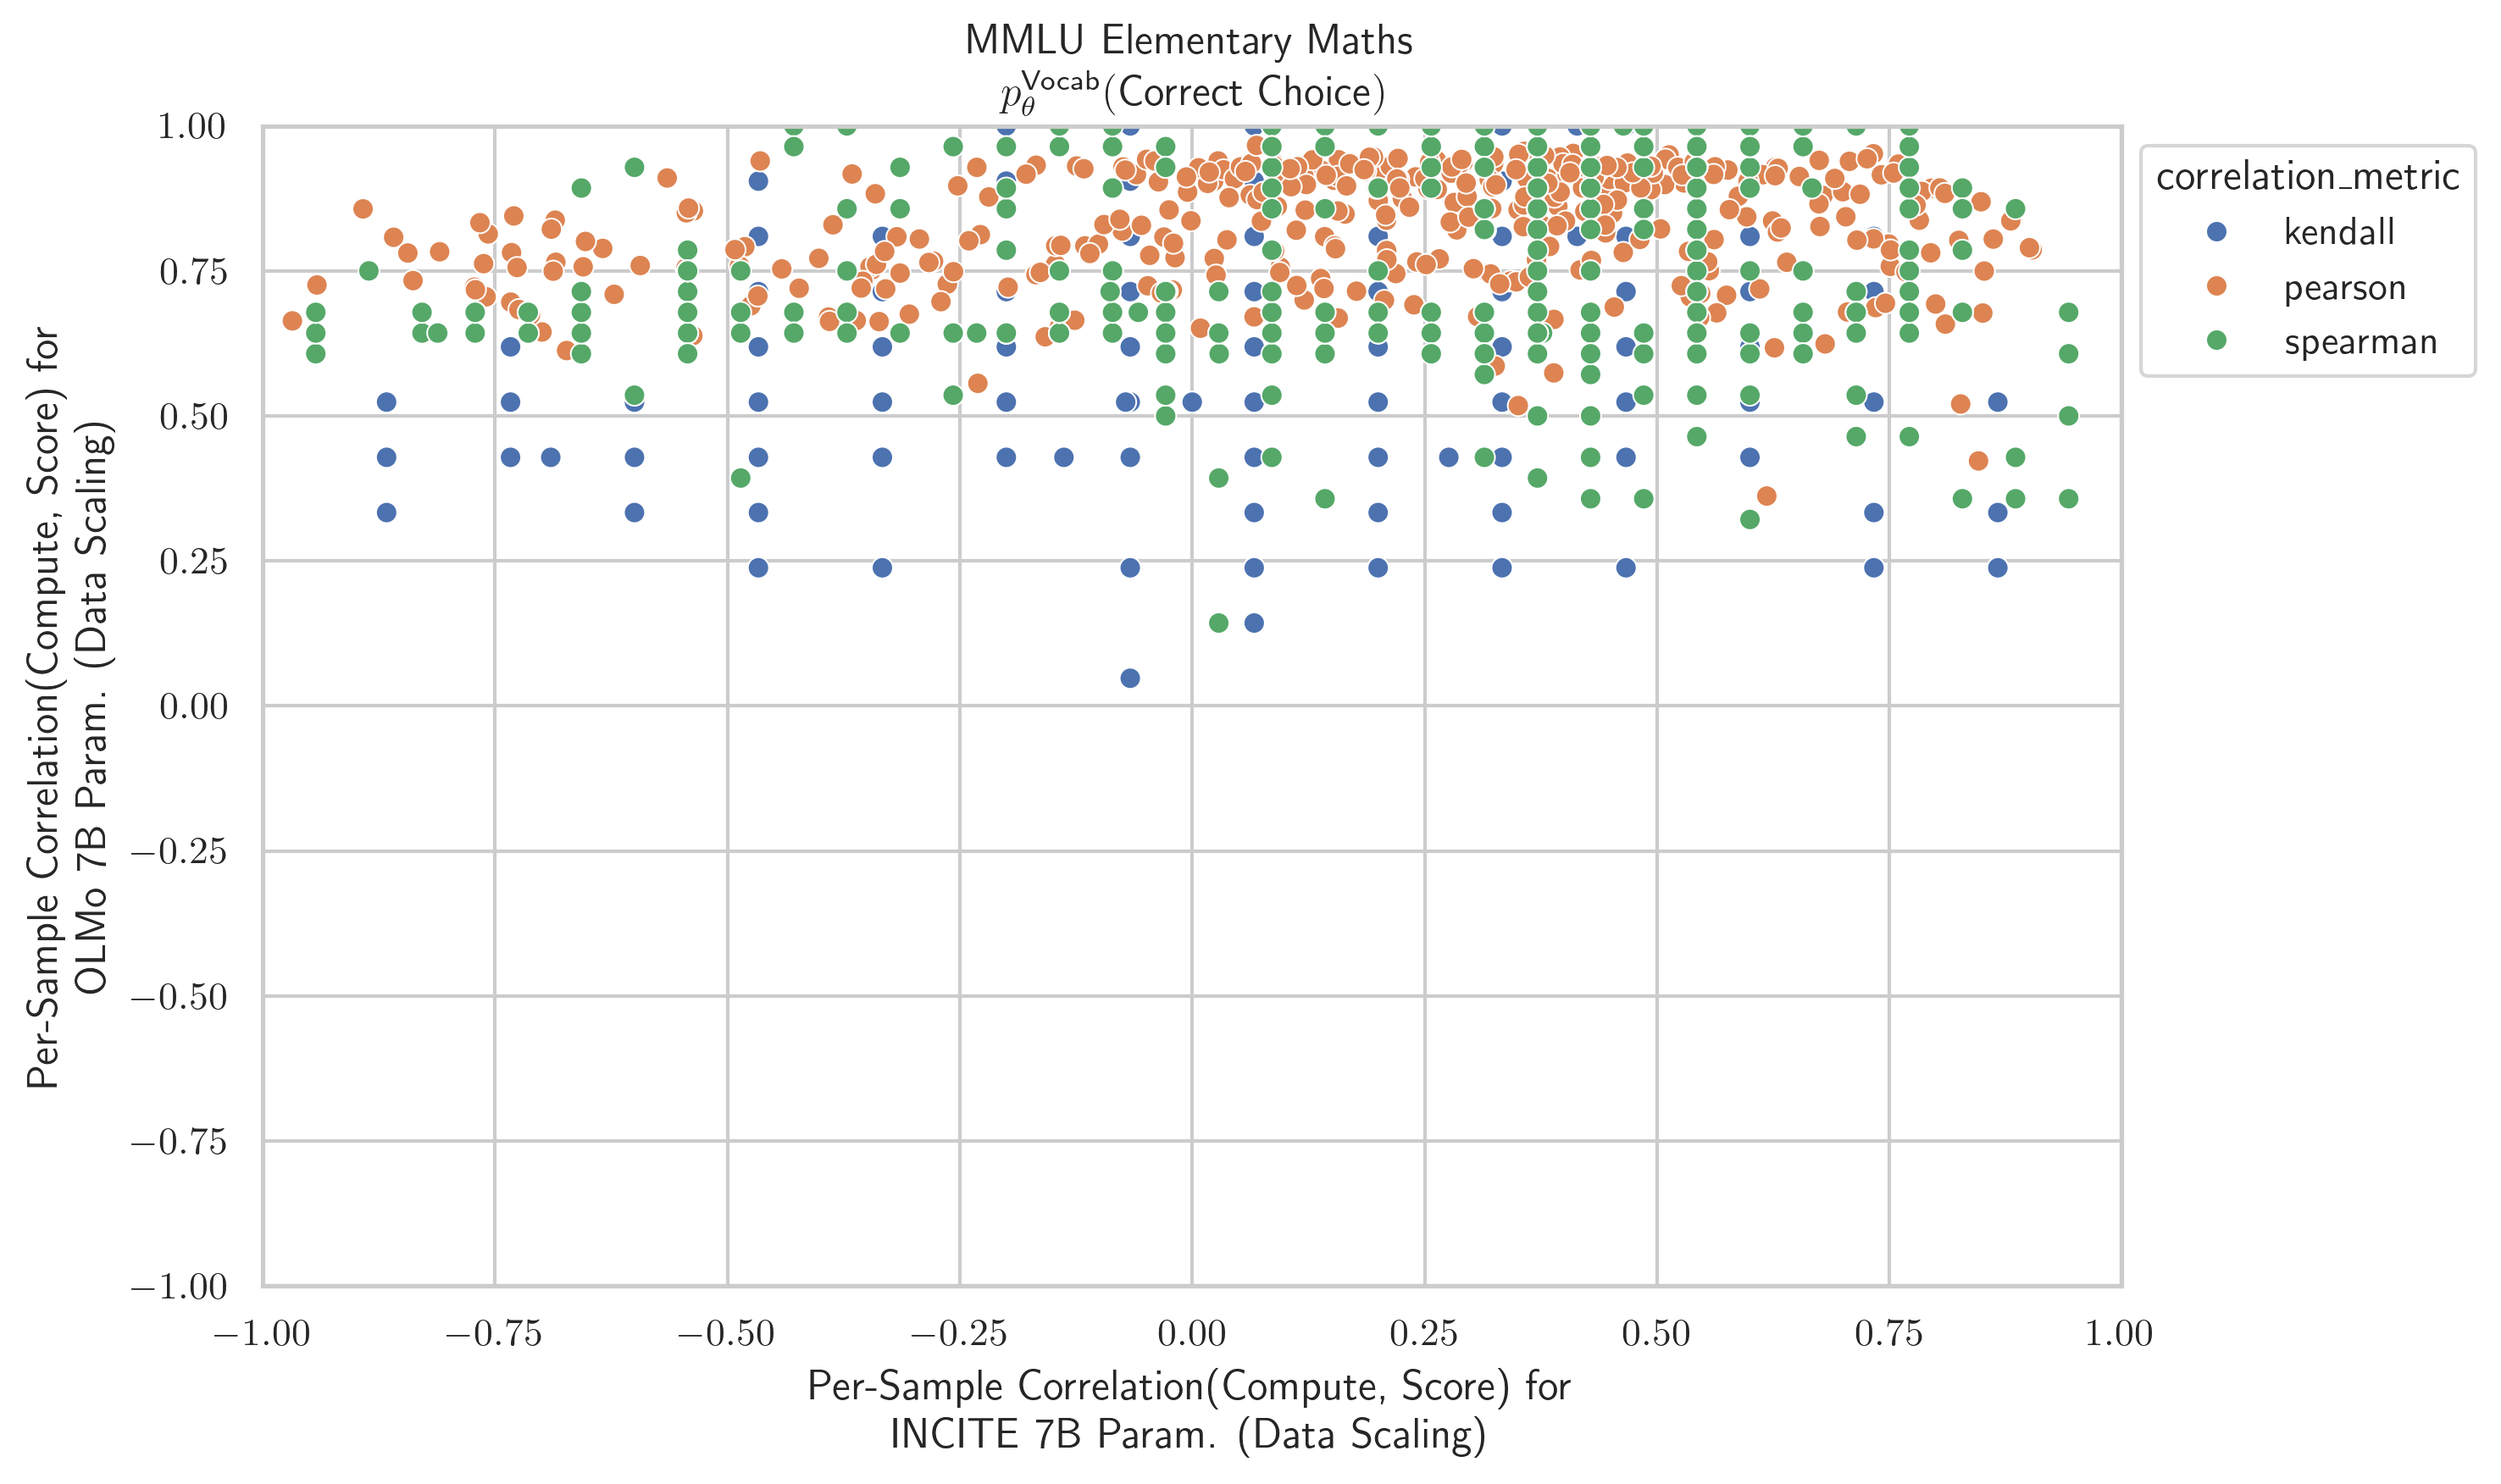 MMLU Elementary Maths
p_θ^Vocab(Correct Choice)
1.00
0.75
0.50
0.25
0.00
−0.25
−0.50
−0.75
−1.00
Per-Sample Correlation(Compute, Score) for
OLMo 7B Param. (Data Scaling)
correlation_metric
kendall
pearson
spearman
−1.00 −0.75 −0.50 −0.25 0.00 0.25 0.50 0.75 1.00
Per-Sample Correlation(Compute, Score) for
INCITE 7B Param. (Data Scaling)